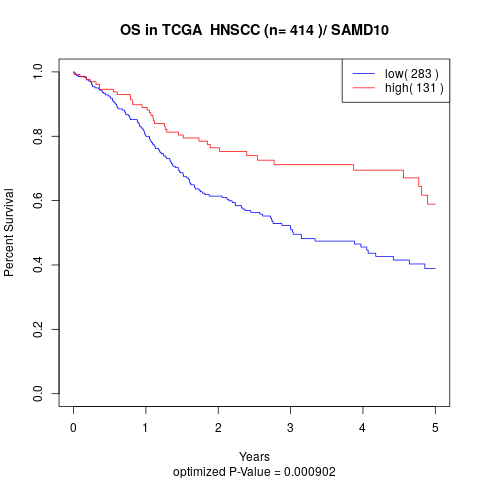 OS in TCGA  HNSCC (n= 414 )/ SAMD10
low( 283 )
high( 131 )
Percent Survival
1.0
0.8
0.6
0.4
0.2
0.0
0 1 2 3 4 5
Years
optimized P-Value = 0.000902